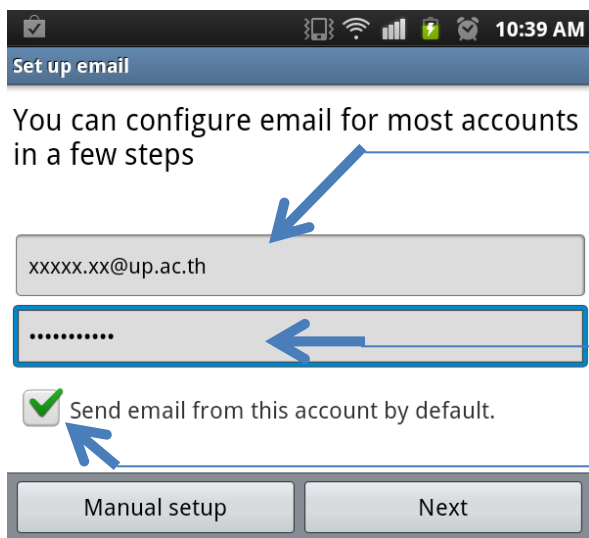 10:39 AM
Set up email
You can configure email for most accounts
in a few steps
xxxxx.xx@up.ac.th
•••••••••••
Send email from this account by default.
Manual setup
Next